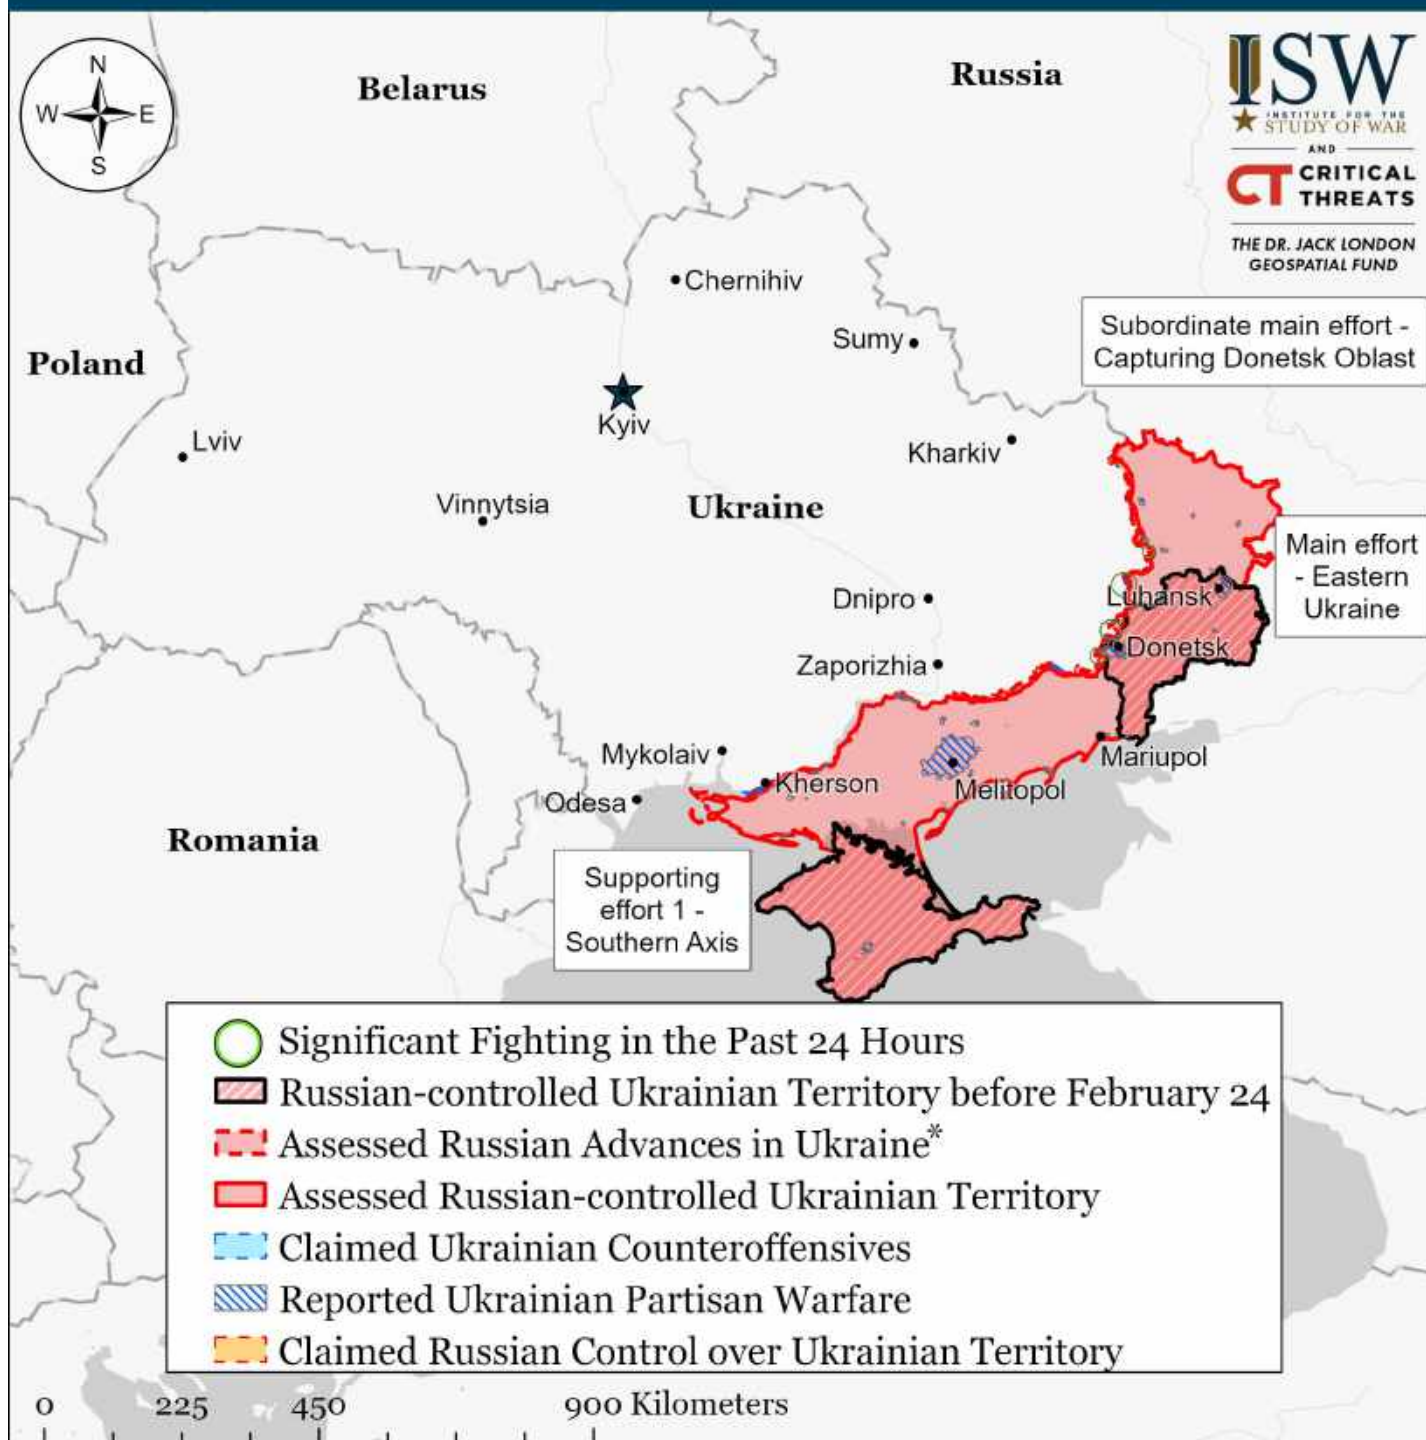 N
W
E
S
Belarus
Russia
ISW
INSTITUTE FOR THE
STUDY OF WAR
AND
CT CRITICAL
THREATS
THE DR. JACK LONDON
GEOSPATIAL FUND
Chernihiv
Sumy
Subordinate main effort -
Capturing Donetsk Oblast
Poland
Kyiv
Lviv
Kharkiv
Vinnytsia
Ukraine
Main effort
- Eastern
Ukraine
Dnipro
Luhansk
Donetsk
Zaporizhia
Mykolaiv
Mariupol
Kherson
Melitopol
Odesa
Romania
Supporting
effort 1 -
Southern Axis
Significant Fighting in the Past 24 Hours
Russian-controlled Ukrainian Territory before February 24
Assessed Russian Advances in Ukraine*
Assessed Russian-controlled Ukrainian Territory
Claimed Ukrainian Counteroffensives
Reported Ukrainian Partisan Warfare
Claimed Russian Control over Ukrainian Territory
0 225 450 900 Kilometers